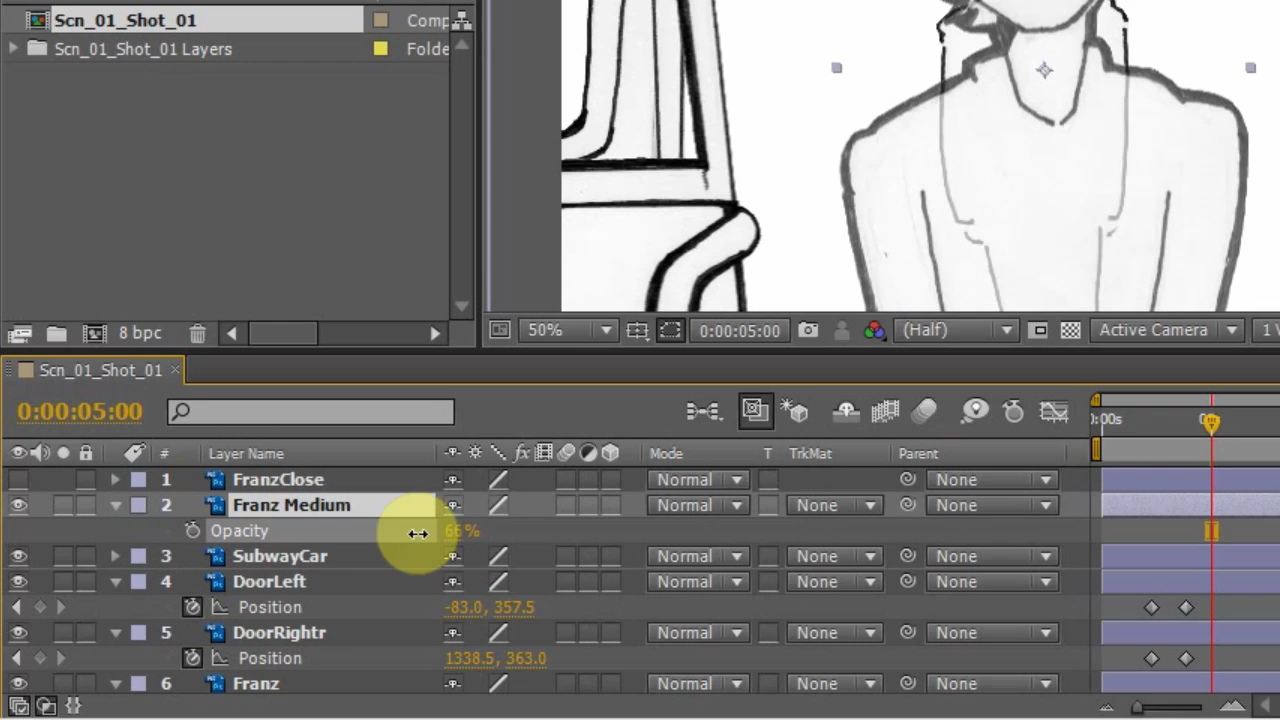 Scn_01_Shot_01 Comp
Scn_01_Shot_01 Layers Folde
8 bpc
50% 0:00:05:00 (Half) Active Camera 1 V
Scn_01_Shot_01 ×
0:00:05:00
# Layer Name fx Mode T TrkMat Parent
:00s
1 FranzClose Normal None
2 Franz Medium Normal None None
Opacity 66%
3 SubwayCar Normal None None
4 DoorLeft Normal None None
Position -83.0, 357.5
5 DoorRightr Normal None None
Position 1338.5, 363.0
6 Franz Normal None None